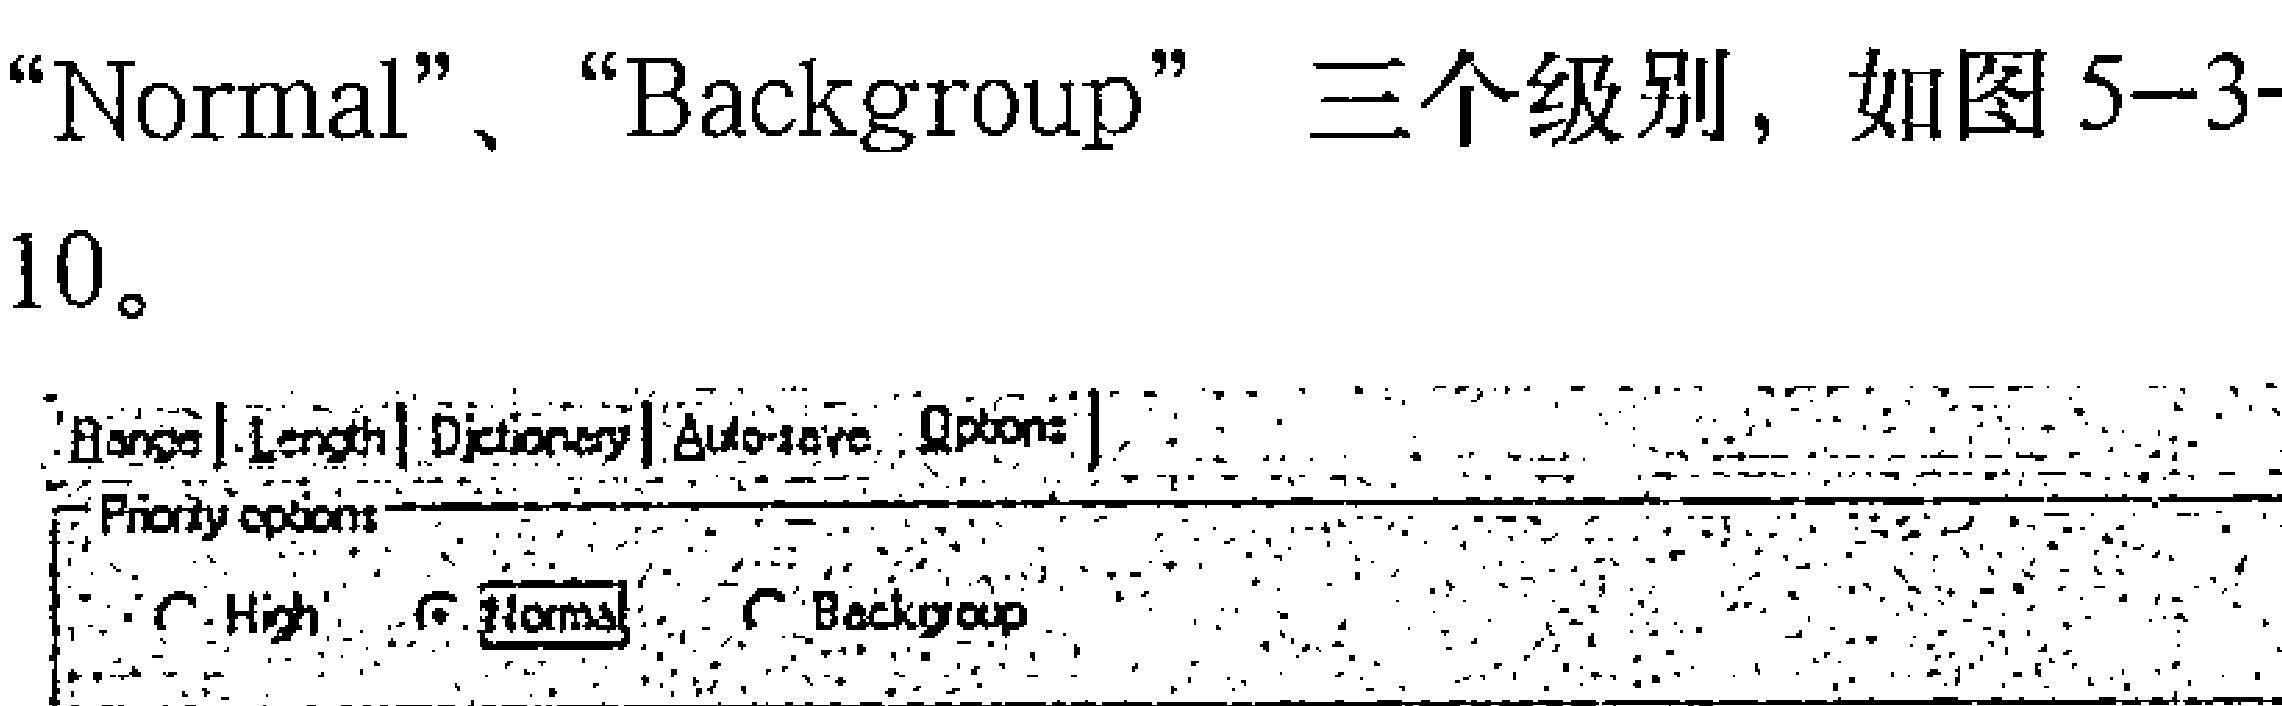 “Normal”、“Backgroup” 三个级别，如图 5-3-
10。
Range Length Dictionary Auto-save Options
Priority options
High Normal Backgroup